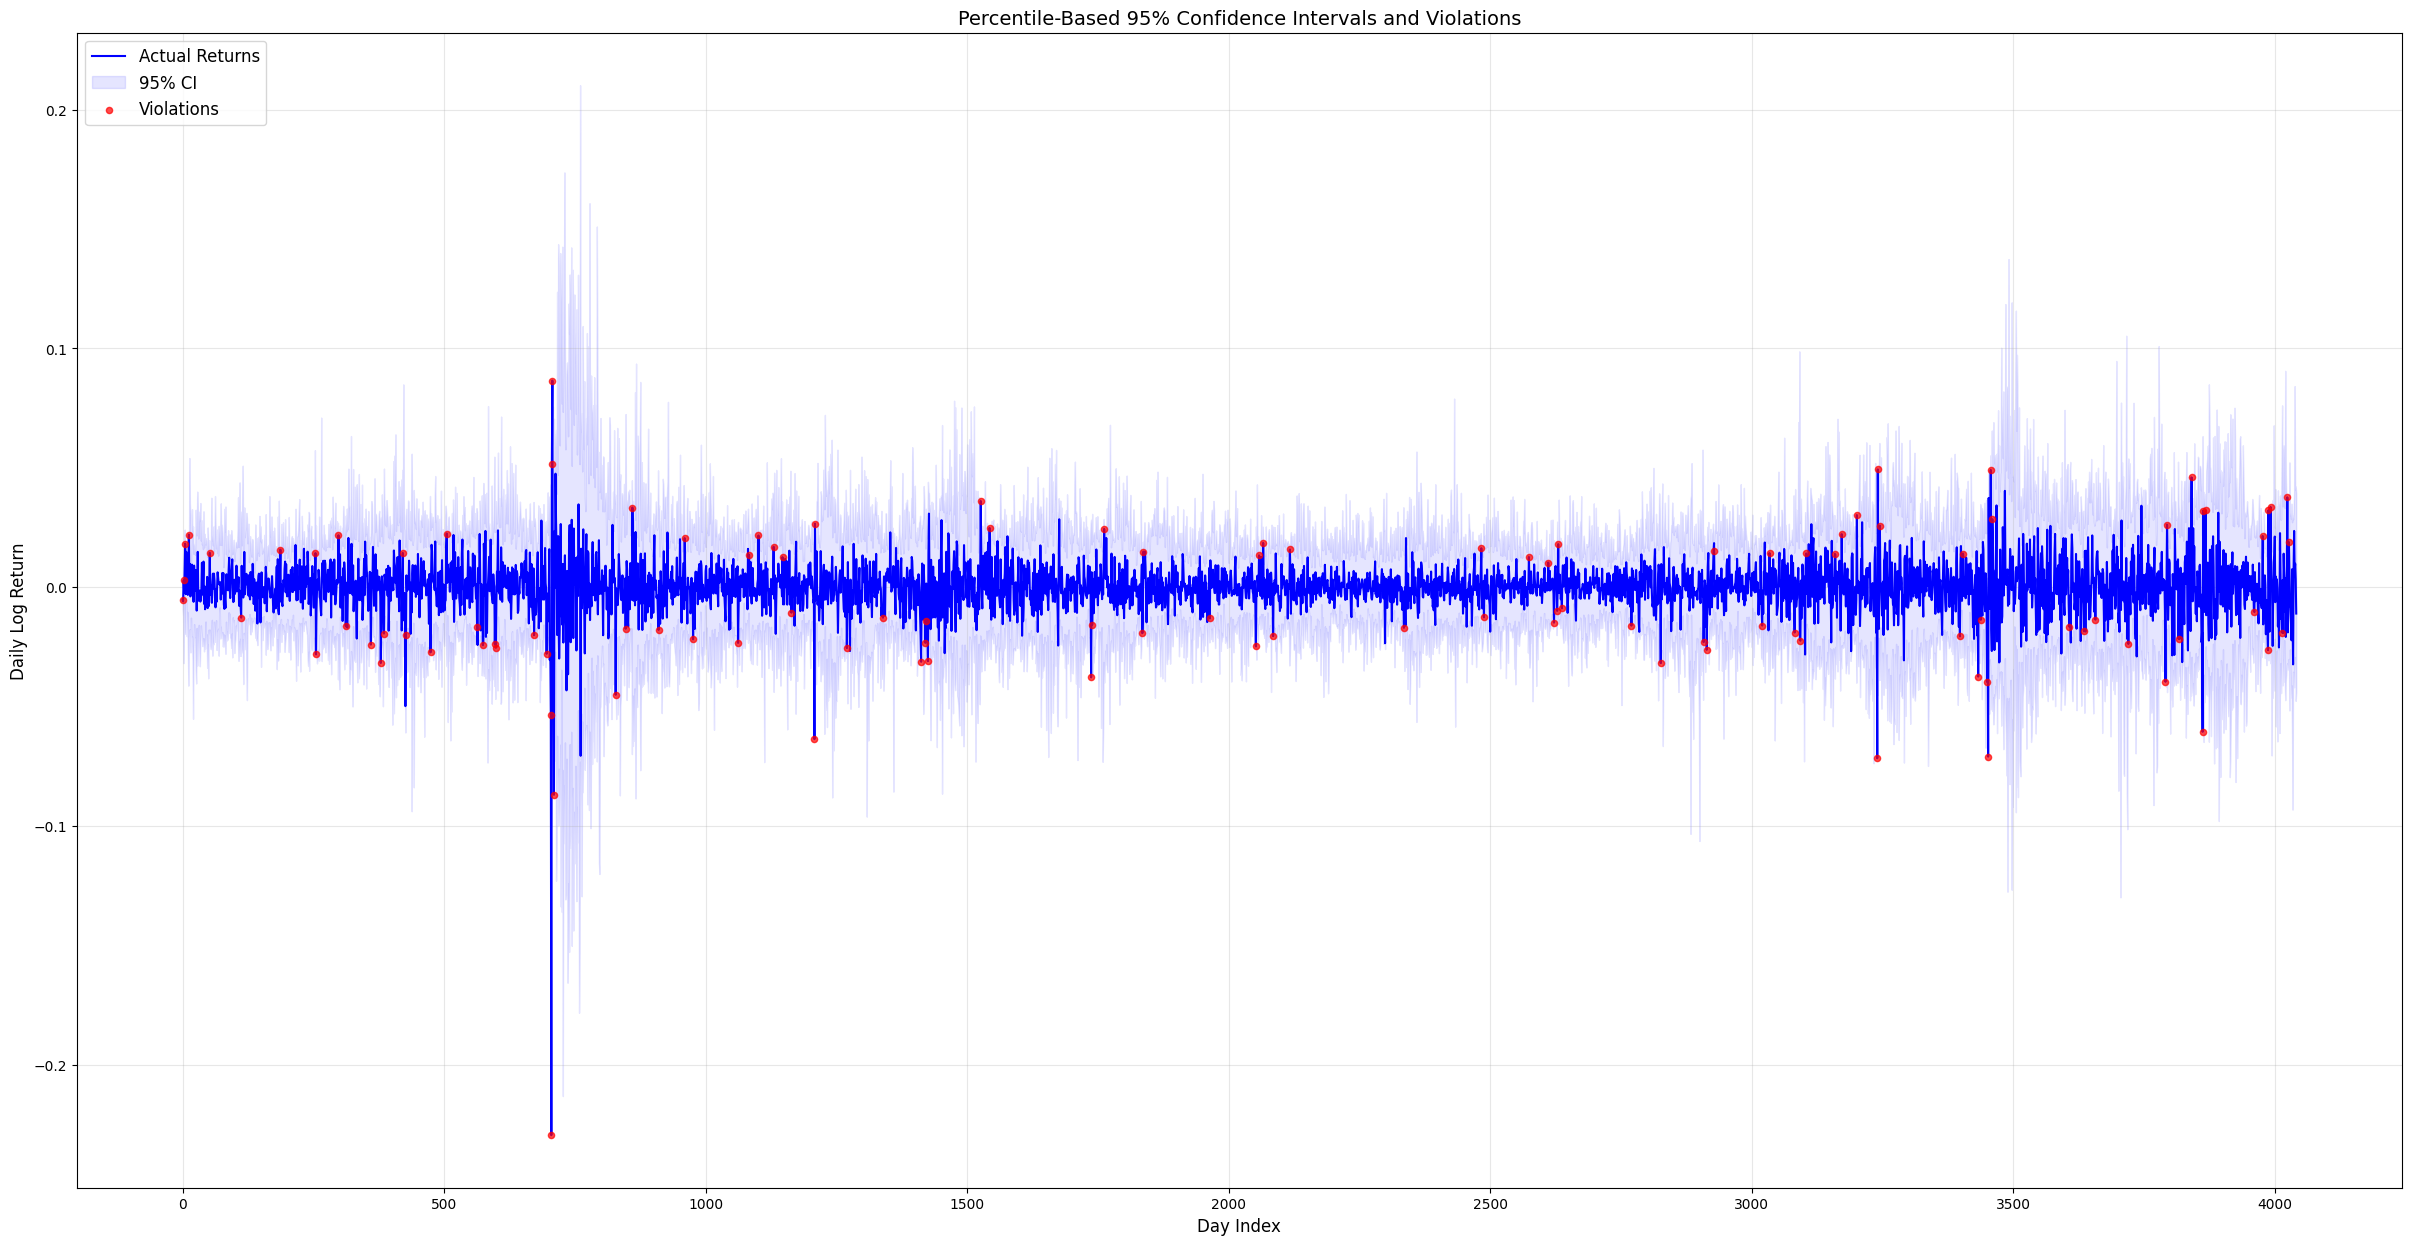 Percentile-Based 95% Confidence Intervals and Violations
Actual Returns
95% CI
Violations
Daily Log Return
0.2
0.1
0.0
−0.1
−0.2
0 500 1000 1500 2000 2500 3000 3500 4000
Day Index